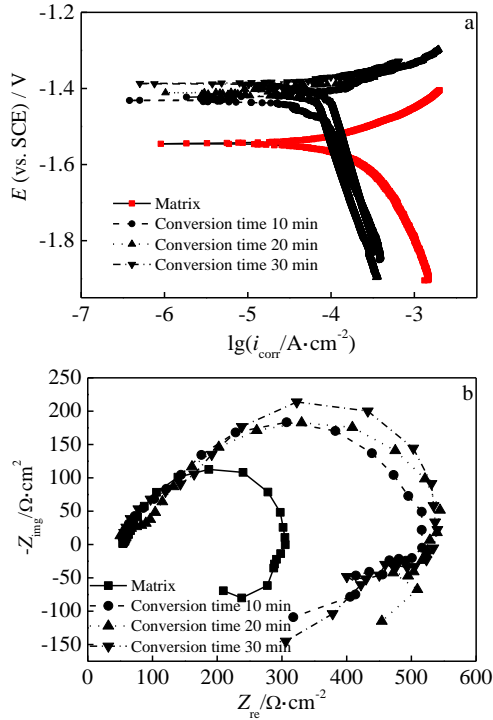 a
-1.2
-1.4
-1.6
-1.8
E (vs. SCE) / V
Matrix
Conversion time 10 min
Conversion time 20 min
Conversion time 30 min
-7 -6 -5 -4 -3
lg(i_corr/A·cm⁻²)
b
250
200
150
100
50
0
-50
-100
-150
-Z_img/Ω·cm²
Matrix
Conversion time 10 min
Conversion time 20 min
Conversion time 30 min
0 100 200 300 400 500 600
Z_re/Ω·cm⁻²